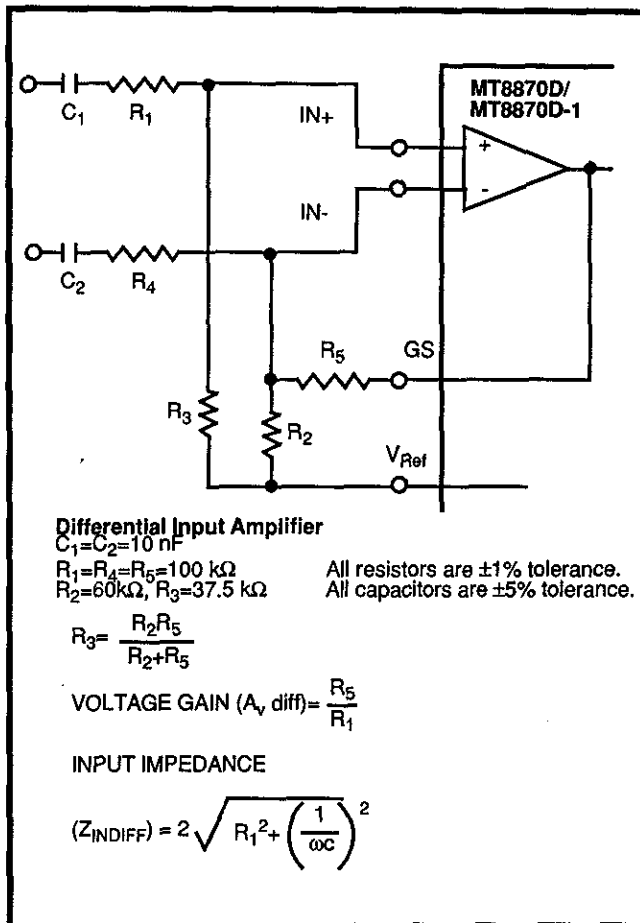 MT8870D/
MT8870D-1
C₁ R₁ IN+ +
IN- -
C₂ R₄
R₅ GS
R₃ R₂
V_Ref
Differential Input Amplifier
C₁=C₂=10 nF
R₁=R₄=R₅=100 kΩ All resistors are ±1% tolerance.
R₂=60kΩ, R₃=37.5 kΩ All capacitors are ±5% tolerance.
R₃= R₂R₅ / R₂+R₅
VOLTAGE GAIN (Aᵥ diff)= R₅ / R₁
INPUT IMPEDANCE
(Z_INDIFF) = 2 √ R₁²+ (1 / ωc)²